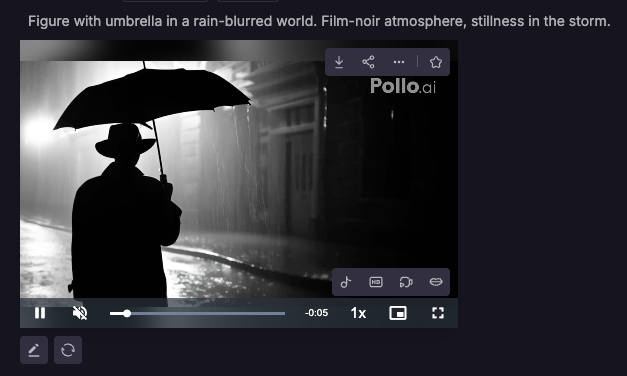 Figure with umbrella in a rain-blurred world. Film-noir atmosphere, stillness in the storm.
Pollo.ai
HD
-0:05
1x